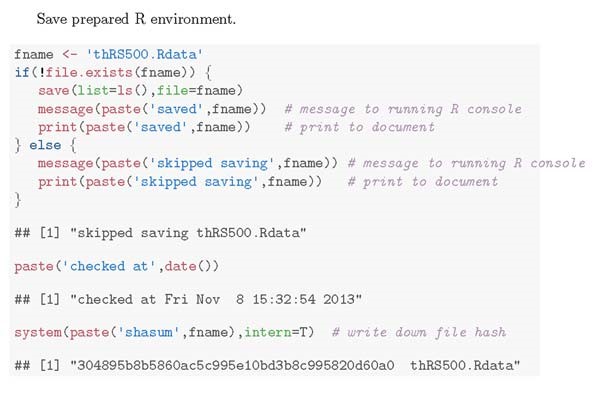 Save prepared R environment.
fname <- 'thRS500.Rdata'
if(!file.exists(fname)) {
   save(list=ls(),file=fname)
   message(paste('saved',fname))  # message to running R console
   print(paste('saved',fname))    # print to document
} else {
   message(paste('skipped saving',fname)) # message to running R console
   print(paste('skipped saving',fname))   # print to document
}
## [1] "skipped saving thRS500.Rdata"
paste('checked at',date())
## [1] "checked at Fri Nov  8 15:32:54 2013"
system(paste('shasum',fname),intern=T)  # write down file hash
## [1] "304895b8b5860ac5c995e10bd3b8c995820d60a0  thRS500.Rdata"